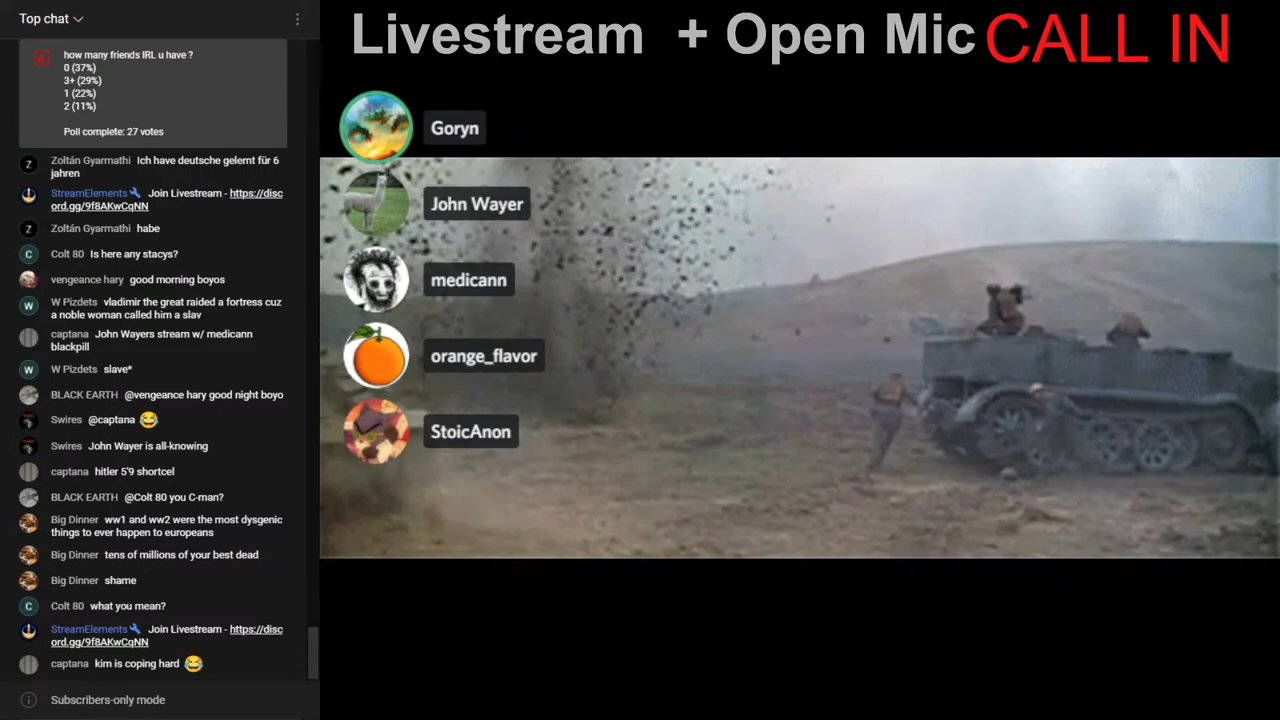 Top chat
how many friends IRL u have ?
0 (37%)
3+ (29%)
1 (22%)
2 (11%)
Poll complete: 27 votes
Z Zoltán Gyarmathi Ich have deutsche gelernt für 6
jahren
StreamElements Join Livestream - https://disc
ord.gg/9f8AKwCqNN
Z Zoltán Gyarmathi habe
C Colt 80 Is here any stacys?
vengeance hary good morning boyos
W W Pizdets vladimir the great raided a fortress cuz
a noble woman called him a slav
captana John Wayers stream w/ medicann
blackpill
W W Pizdets slave*
BLACK EARTH @vengeance hary good night boyo
Swires @captana 😂
Swires John Wayer is all-knowing
captana hitler 5'9 shortcel
BLACK EARTH @Colt 80 you C-man?
Big Dinner ww1 and ww2 were the most dysgenic
things to ever happen to europeans
Big Dinner tens of millions of your best dead
Big Dinner shame
C Colt 80 what you mean?
StreamElements Join Livestream - https://disc
ord.gg/9f8AKwCqNN
captana kim is coping hard 😂
Subscribers-only mode
Livestream + Open Mic CALL IN
Goryn
John Wayer
medicann
orange_flavor
StoicAnon